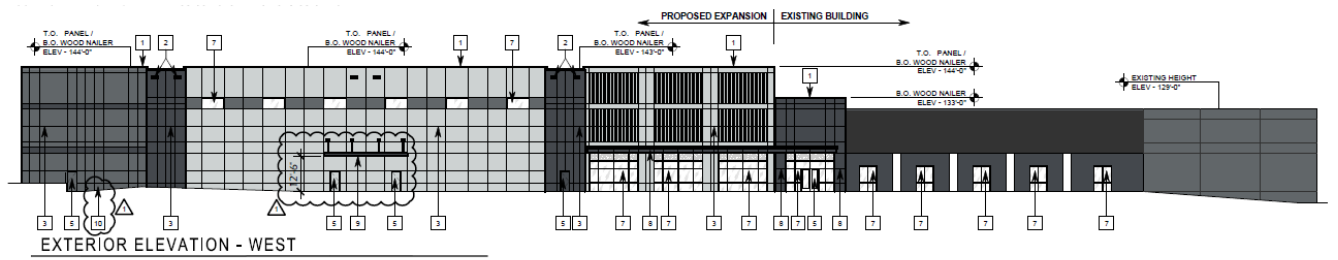 PROPOSED EXPANSION EXISTING BUILDING
T.O. PANEL /
B.O. WOOD NAILER
ELEV - 144'-0"
1
2
7
T.O. PANEL /
B.O. WOOD NAILER
ELEV - 144'-0"
1
7
2
T.O. PANEL /
B.O. WOOD NAILER
ELEV - 143'-0"
1
T.O. PANEL /
B.O. WOOD NAILER
ELEV - 144'-0"
1
B.O. WOOD NAILER
ELEV - 133'-0"
EXISTING HEIGHT
ELEV - 129'-0"
12'-6"
3 5 10 1 3 1 5 9 5 3 5 3 7 8 7 3 7 8 7 5 8 7 7 7 7 7
EXTERIOR ELEVATION - WEST